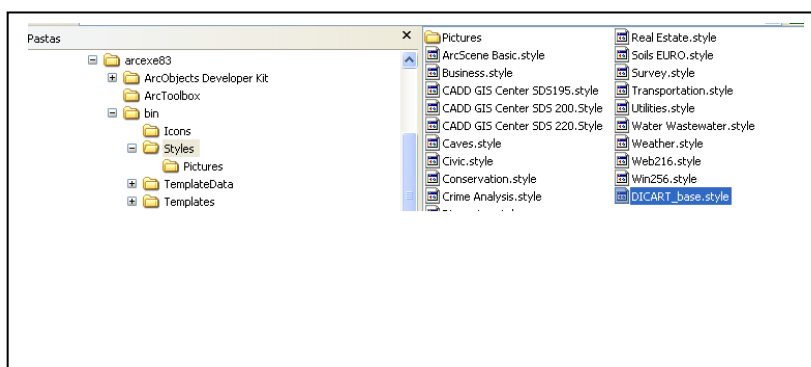 Pastas
arcexe83
ArcObjects Developer Kit
ArcToolbox
bin
Icons
Styles
Pictures
TemplateData
Templates
Pictures
ArcScene Basic.style
Business.style
CADD GIS Center SDS195.style
CADD GIS Center SDS 200.Style
CADD GIS Center SDS 220.Style
Caves.style
Civic.style
Conservation.style
Crime Analysis.style
Real Estate.style
Soils EURO.style
Survey.style
Transportation.style
Utilities.style
Water Wastewater.style
Weather.style
Web216.style
Win256.style
DICART_base.style